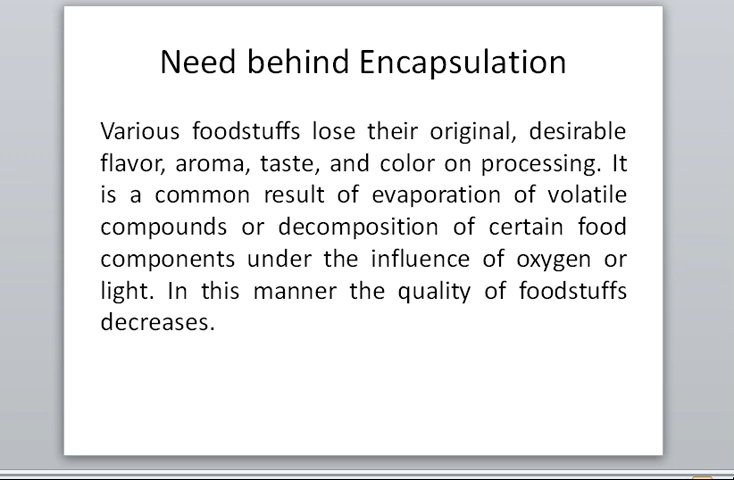 Need behind Encapsulation
Various foodstuffs lose their original, desirable
flavor, aroma, taste, and color on processing. It
is a common result of evaporation of volatile
compounds or decomposition of certain food
components under the influence of oxygen or
light. In this manner the quality of foodstuffs
decreases.